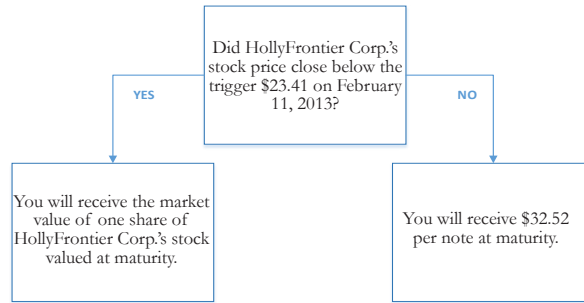 Did HollyFrontier Corp.'s
stock price close below the
trigger $23.41 on February
11, 2013?
YES
NO
You will receive the market
value of one share of
HollyFrontier Corp.'s stock
valued at maturity.
You will receive $32.52
per note at maturity.